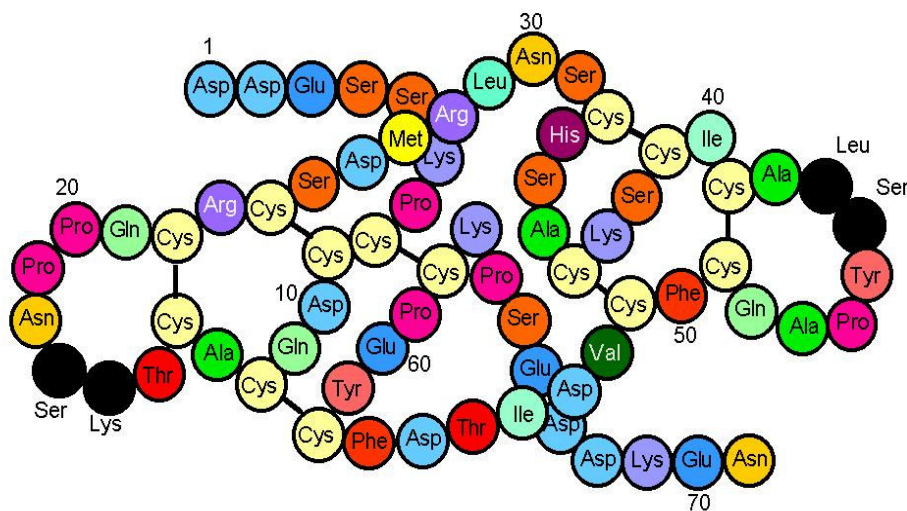 30
1
Asn
Asp Asp Glu Ser Leu Ser
Ser Arg Cys 40
Met His Ile Leu
Asp Lys Cys
Ser Ser Cys Ala Ser
20 Arg Cys Pro Ser
Pro Gln Cys Lys Ala Lys
Cys Cys
Pro Cys Pro Cys Cys Tyr
10 Asp Cys Phe
Asn Cys Pro Ser Gln Ala Pro
50
Ala Gln Glu Val
60
Thr Cys Tyr Glu Asp
Ser Lys Ile
Cys Phe Asp Thr Asp
Asp Lys Glu Asn
70